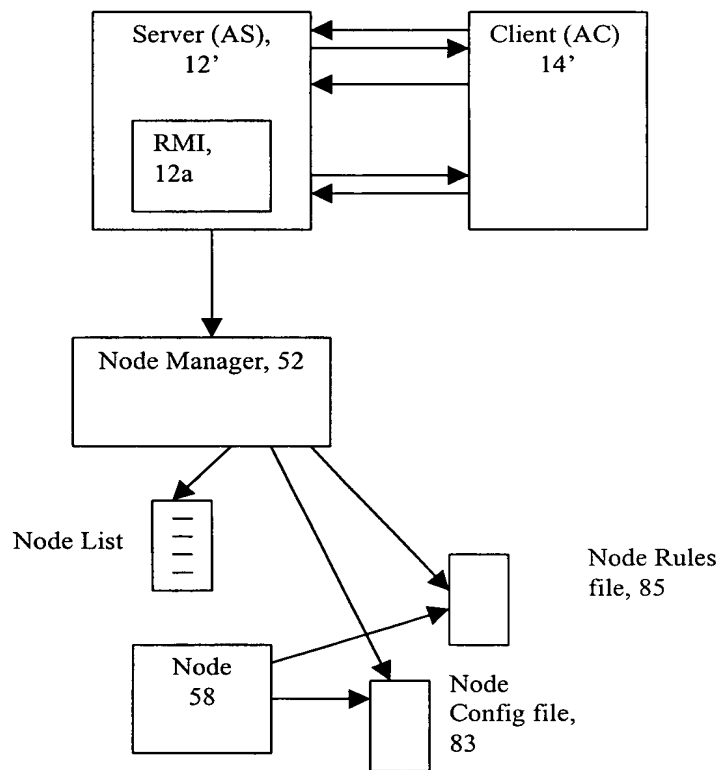 Server (AS),
12’
Client (AC)
14’
RMI,
12a
Node Manager, 52
Node List
Node Rules
file, 85
Node
58
Node
Config file,
83